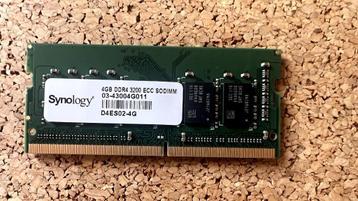 Synology
4GB DDR4 3200 ECC SODIMM
03-43004G011
D4ES02-4G